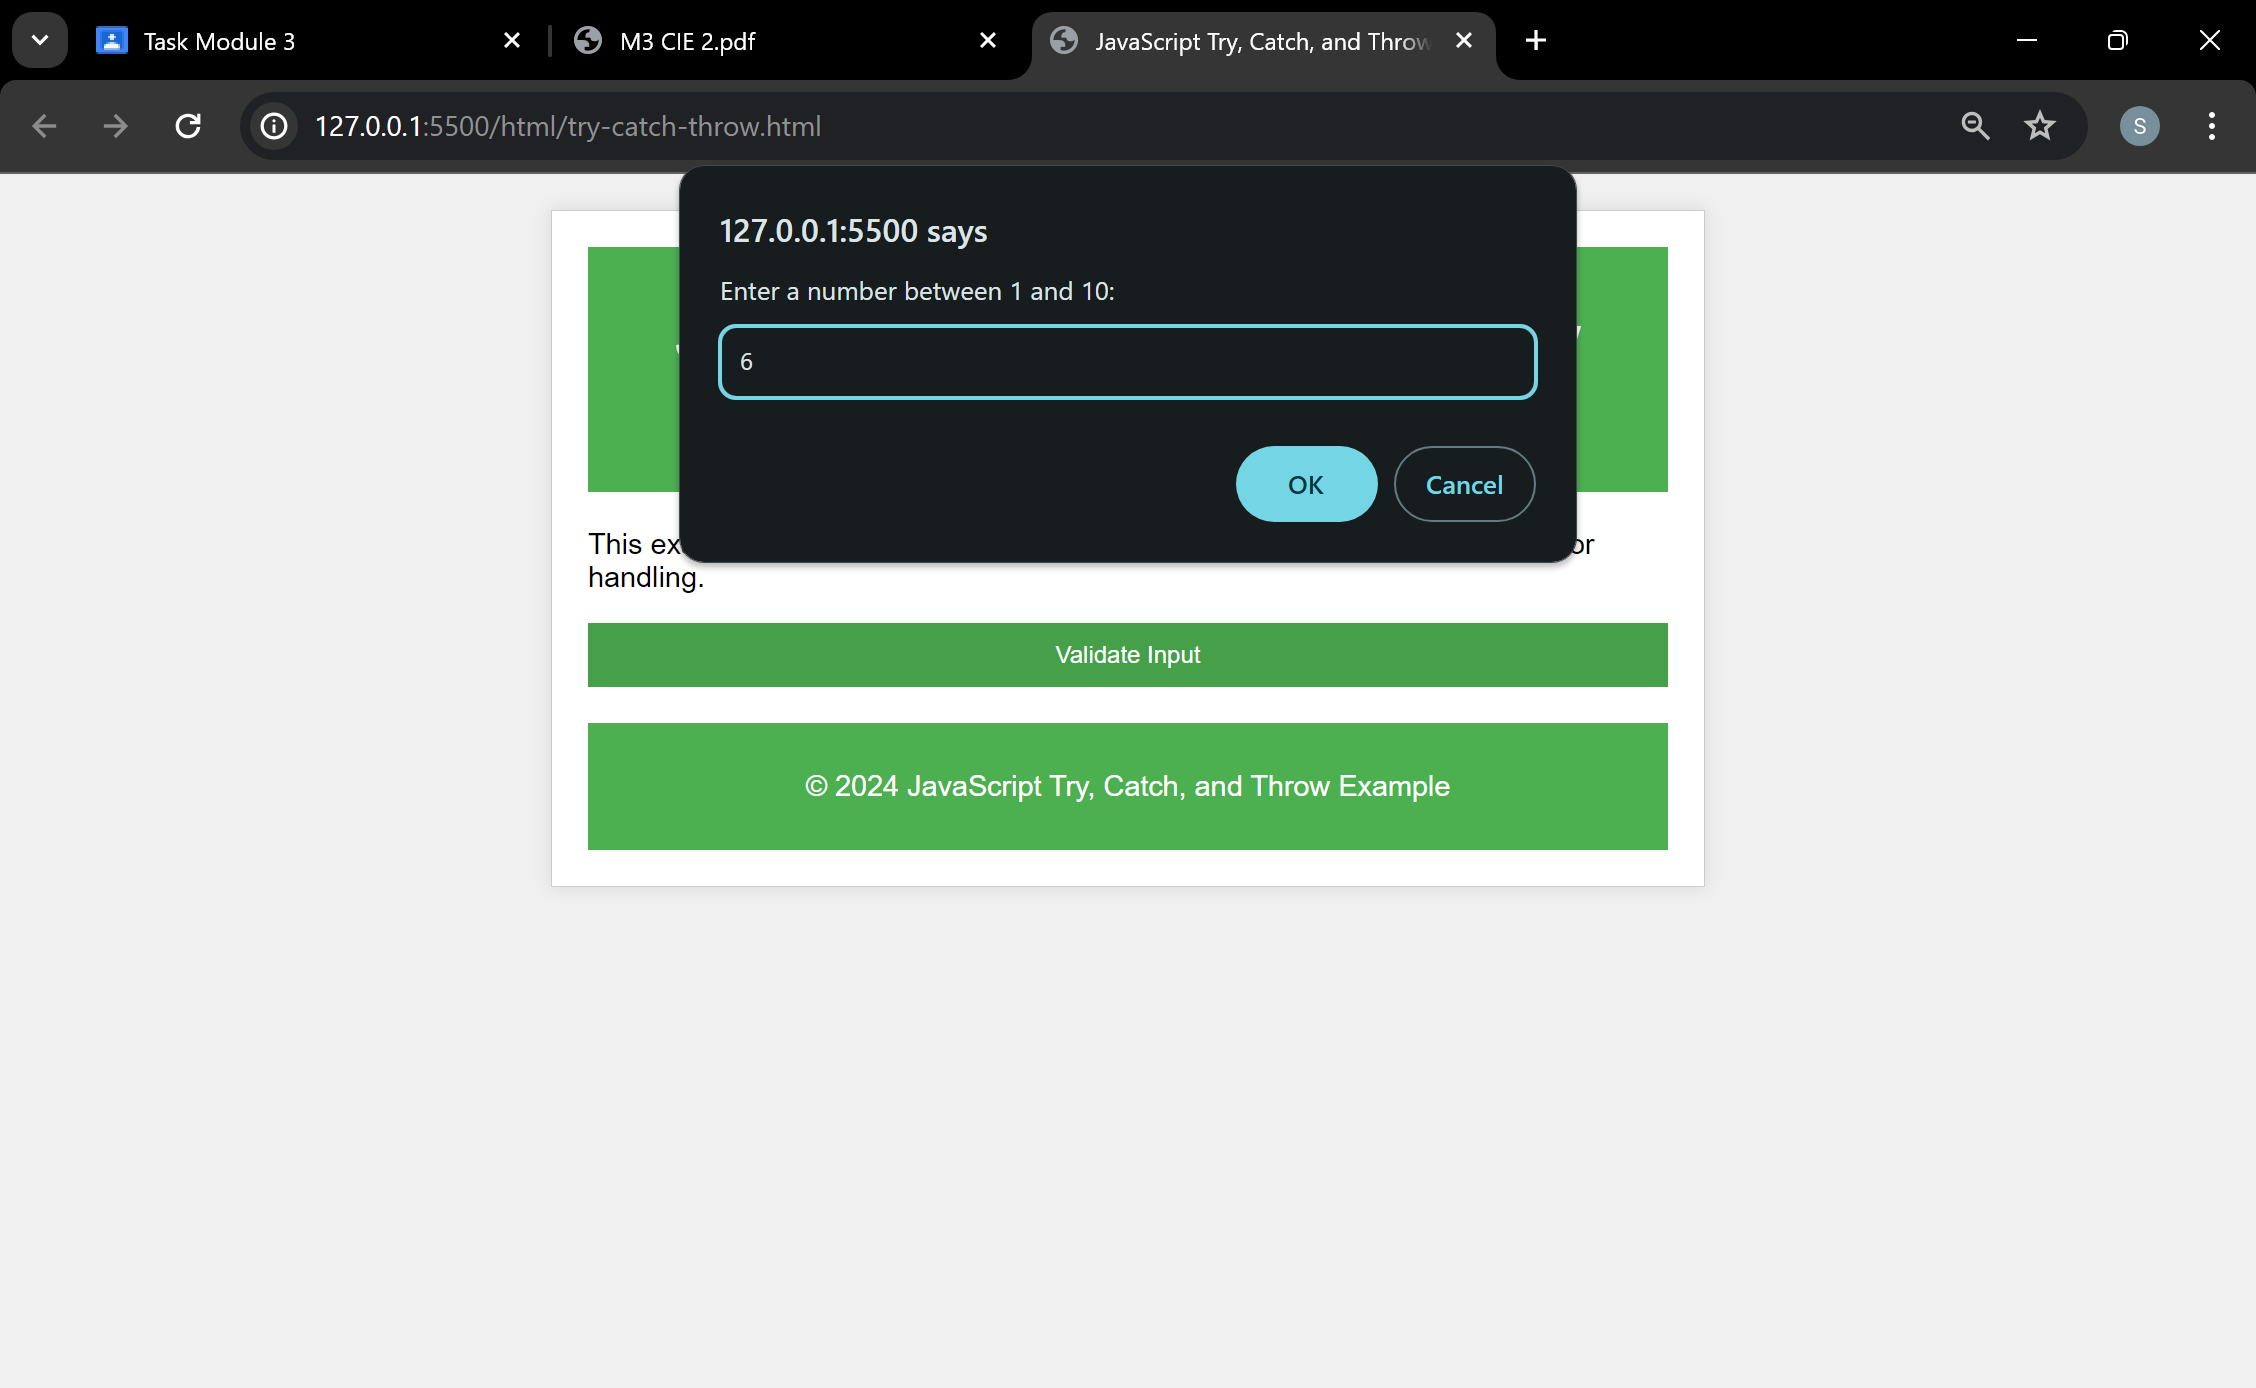 Task Module 3
M3 CIE 2.pdf
JavaScript Try, Catch, and Throw
127.0.0.1:5500/html/try-catch-throw.html
S
127.0.0.1:5500 says
Enter a number between 1 and 10:
6
OK
Cancel
This ex
or
handling.
Validate Input
© 2024 JavaScript Try, Catch, and Throw Example